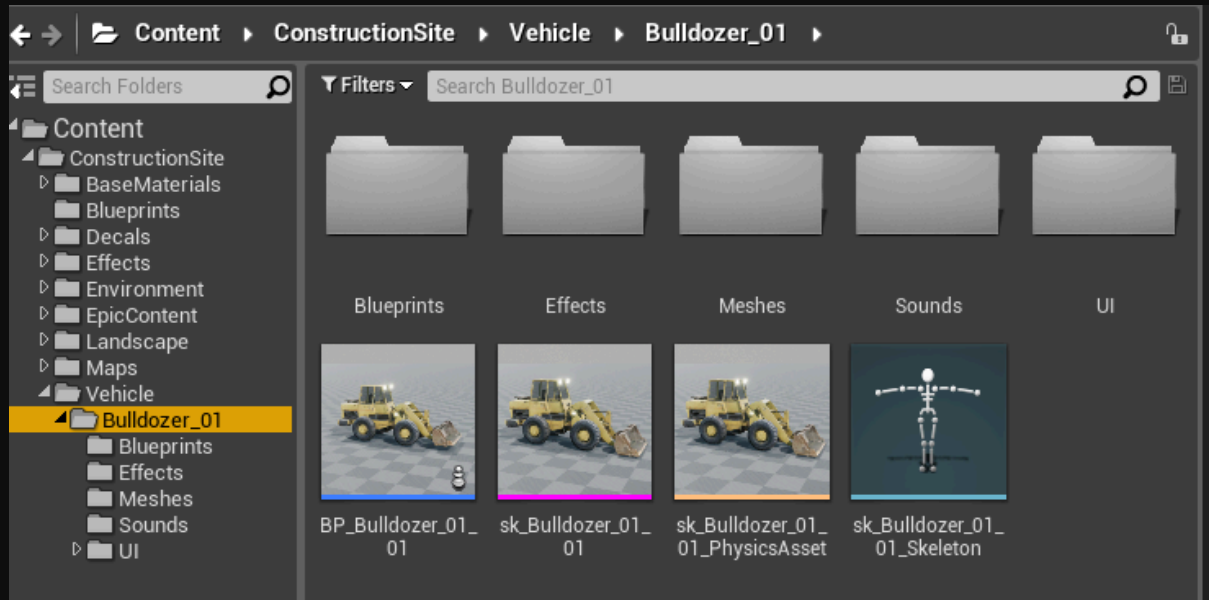 Content ConstructionSite Vehicle Bulldozer_01
Search Folders
Content
ConstructionSite
BaseMaterials
Blueprints
Decals
Effects
Environment
EpicContent
Landscape
Maps
Vehicle
Bulldozer_01
Blueprints
Effects
Meshes
Sounds
UI
Filters Search Bulldozer_01
Blueprints Effects Meshes Sounds UI
BP_Bulldozer_01_
01
sk_Bulldozer_01_
01
sk_Bulldozer_01_
01_PhysicsAsset
sk_Bulldozer_01_
01_Skeleton